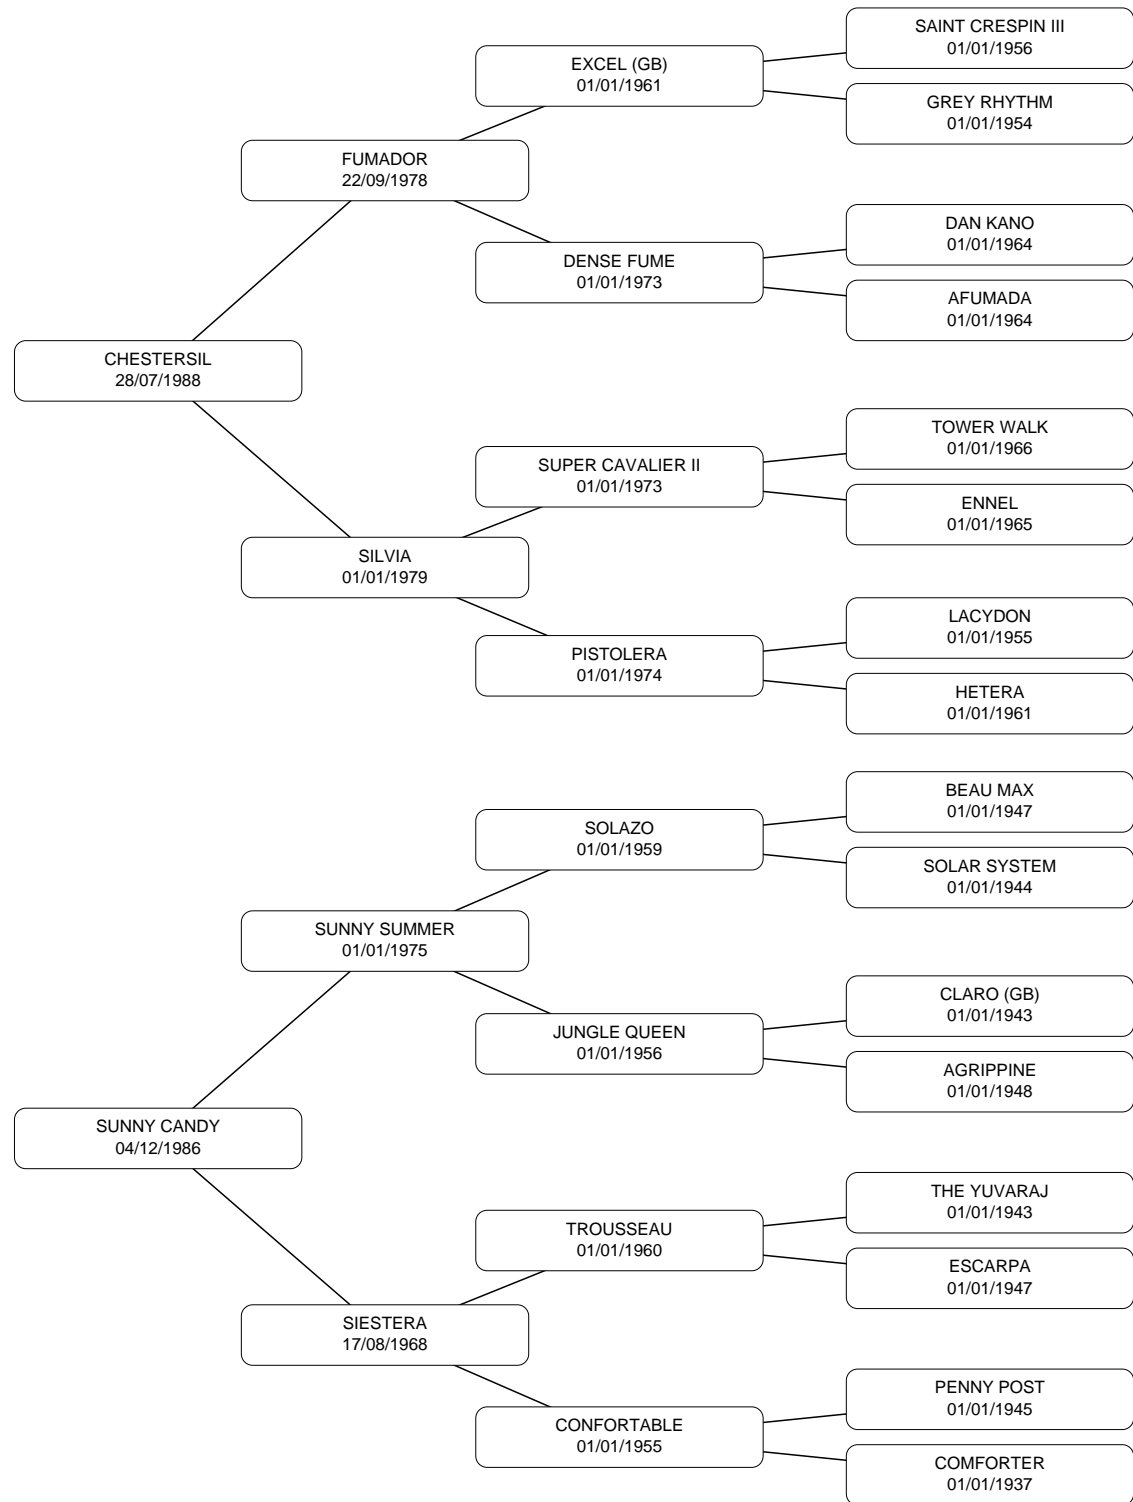 SAINT CRESPIN III
01/01/1956
EXCEL (GB)
01/01/1961
GREY RHYTHM
01/01/1954
FUMADOR
22/09/1978
DAN KANO
01/01/1964
DENSE FUME
01/01/1973
AFUMADA
01/01/1964
CHESTERSIL
28/07/1988
TOWER WALK
01/01/1966
SUPER CAVALIER II
01/01/1973
ENNEL
01/01/1965
SILVIA
01/01/1979
LACYDON
01/01/1955
PISTOLERA
01/01/1974
HETERA
01/01/1961
BEAU MAX
01/01/1947
SOLAZO
01/01/1959
SOLAR SYSTEM
01/01/1944
SUNNY SUMMER
01/01/1975
CLARO (GB)
01/01/1943
JUNGLE QUEEN
01/01/1956
AGRIPPINE
01/01/1948
SUNNY CANDY
04/12/1986
THE YUVARAJ
01/01/1943
TROUSSEAU
01/01/1960
ESCARPA
01/01/1947
SIESTERA
17/08/1968
PENNY POST
01/01/1945
CONFORTABLE
01/01/1955
COMFORTER
01/01/1937